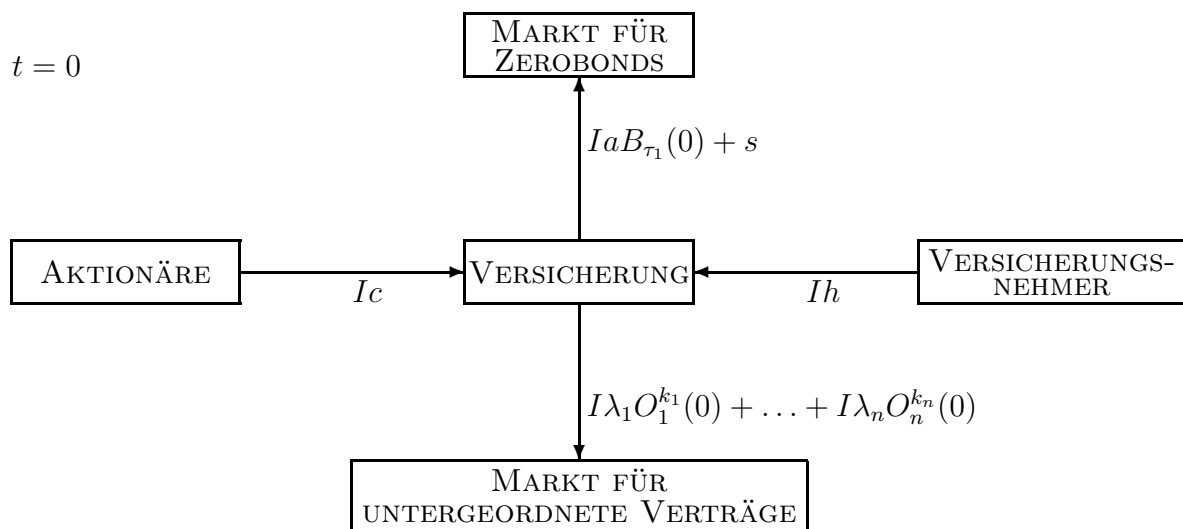 MARKT FÜR
ZEROBONDS
t = 0
IaB_{τ_1}(0) + s
AKTIONÄRE
VERSICHERUNG
VERSICHERUNGS-
NEHMER
Ic
Ih
Iλ_1O_1^{k_1}(0) + … + Iλ_nO_n^{k_n}(0)
MARKT FÜR
UNTERGEORDNETE VERTRÄGE